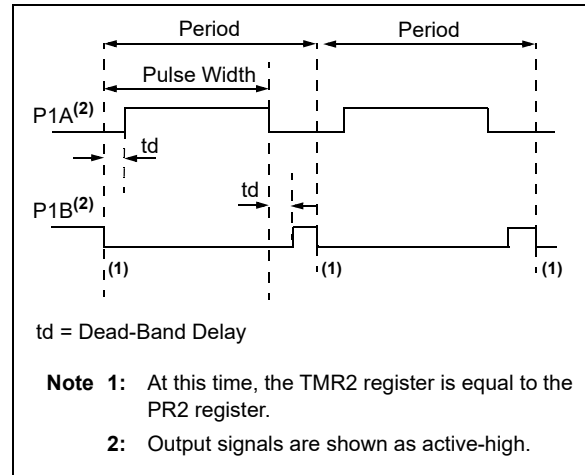 Period Period
Pulse Width
P1A(2)
td
td
P1B(2)
(1) (1) (1)
td = Dead-Band Delay
Note 1: At this time, the TMR2 register is equal to the
PR2 register.
2: Output signals are shown as active-high.